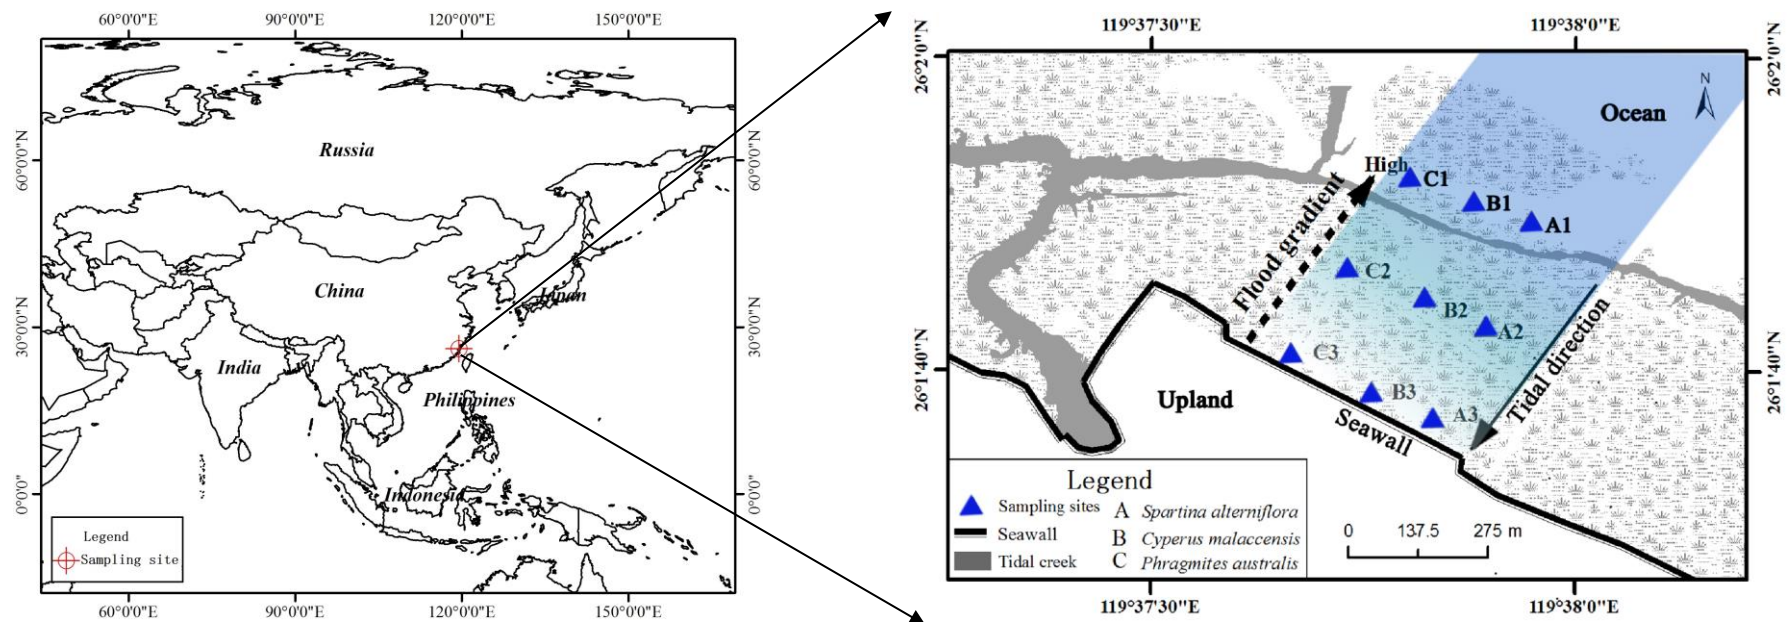 60°0'0"E 90°0'0"E 120°0'0"E 150°0'0"E
60°0'0"N
30°0'0"N
0°0'0"
Russia
China
Japan
India
Philippines
Indonesia
Legend
Sampling site
60°0'0"N
30°0'0"N
0°0'0"
60°0'0"E 90°0'0"E 120°0'0"E 150°0'0"E
119°37'30"E 119°38'0"E
26°2'0"N
26°1'40"N
N
Ocean
High
C1
B1
A1
Flood gradient
C2
B2
A2
C3
B3
A3
Tidal direction
Upland
Seawall
Legend
Sampling sites A Spartina alterniflora
Seawall B Cyperus malaccensis
Tidal creek C Phragmites australis
0 137.5 275 m
26°2'0"N
26°1'40"N
119°37'30"E 119°38'0"E